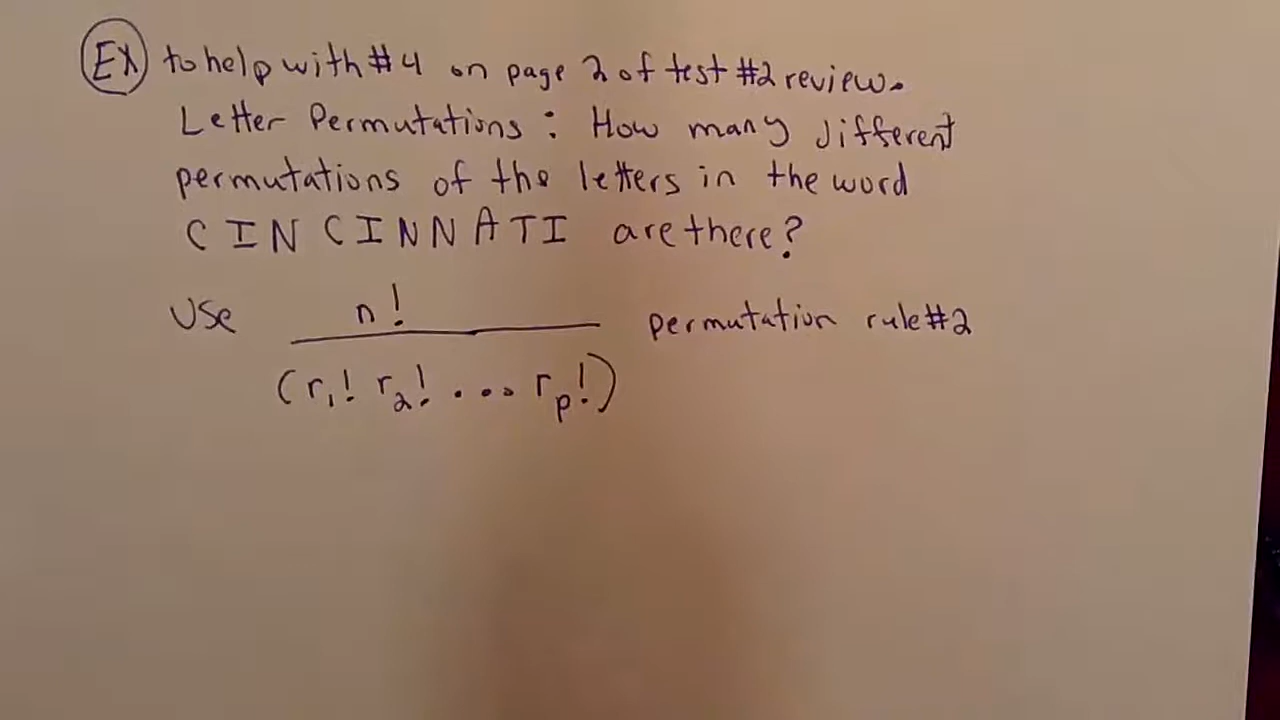 EX to help with #4 on page 2 of test #2 review.
Letter Permutations : How many different
permutations of the letters in the word
CINCINNATI are there?
Use n! permutation rule #2
(r₁! r₂! ... rₚ!)